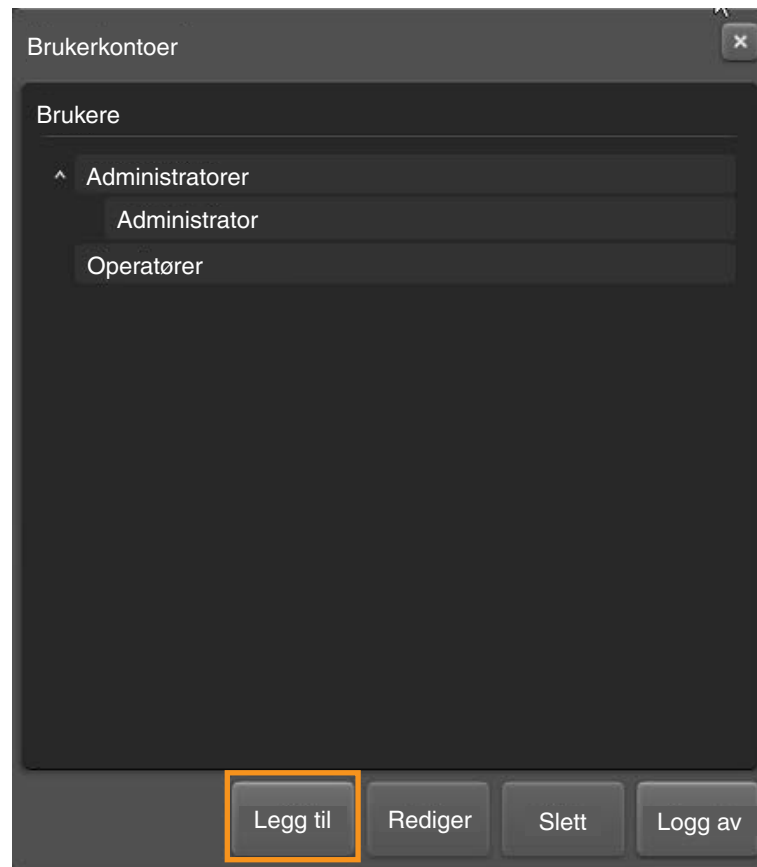 Brukerkontoer
Brukere
Administratorer
Administrator
Operatører
Legg til
Rediger
Slett
Logg av